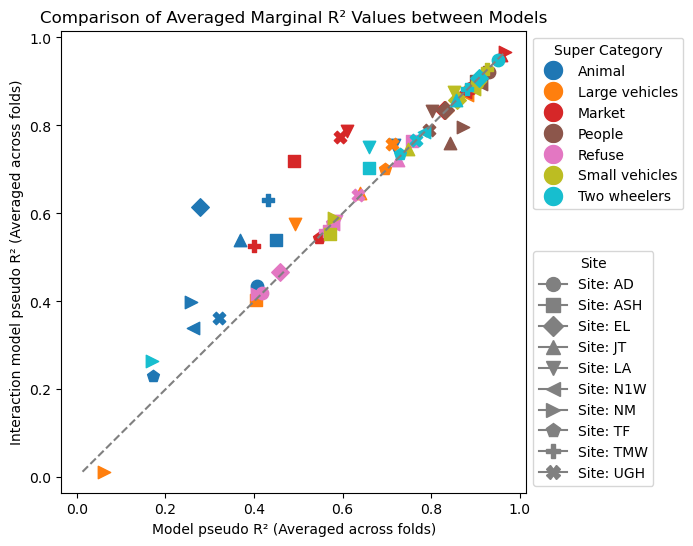 Comparison of Averaged Marginal R² Values between Models
1.0
0.8
0.6
0.4
0.2
0.0
Interaction model pseudo R² (Averaged across folds)
0.0 0.2 0.4 0.6 0.8 1.0
Model pseudo R² (Averaged across folds)
Super Category
Animal
Large vehicles
Market
People
Refuse
Small vehicles
Two wheelers
Site
Site: AD
Site: ASH
Site: EL
Site: JT
Site: LA
Site: N1W
Site: NM
Site: TF
Site: TMW
Site: UGH